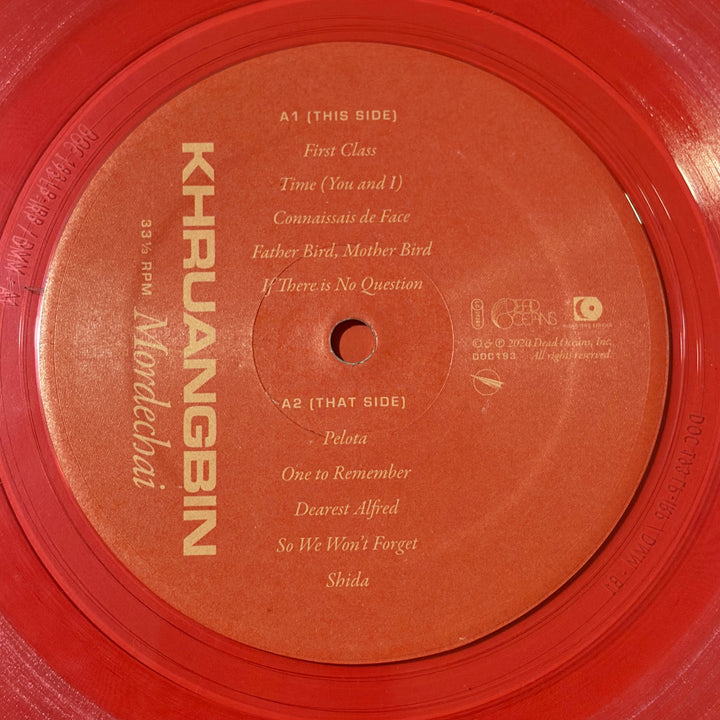 A1 (THIS SIDE)
First Class
Time (You and I)
Connaissais de Face
Father Bird, Mother Bird
If There is No Question
KHRUANGBIN
Mordechai
33 ⅓ RPM
DEAD OCEANS
© & ℗ 2020 Dead Oceans, Inc.
DOC193 All rights reserved.
A2 (THAT SIDE)
Pelota
One to Remember
Dearest Alfred
So We Won't Forget
Shida